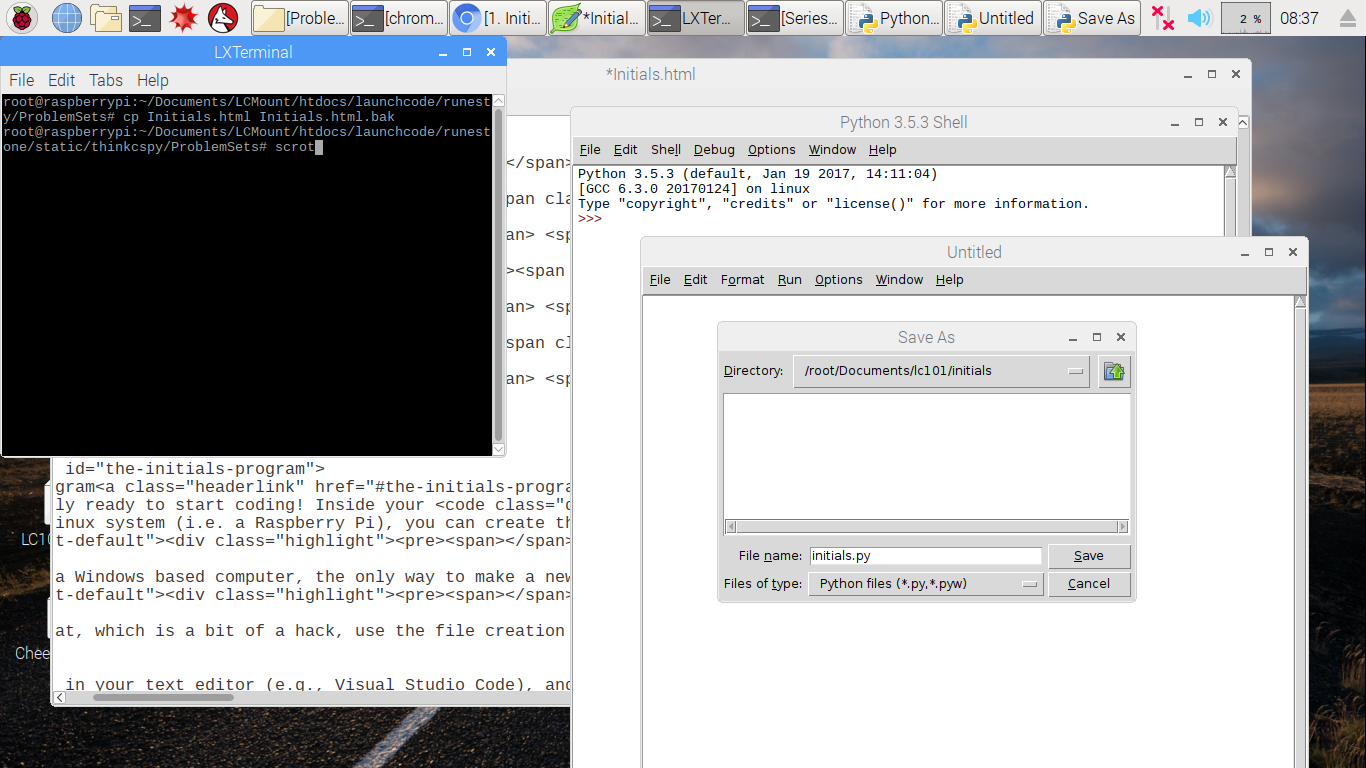 [Proble...
[chrom...
[1. Initi...
*Initial...
LXTer...
[Series...
Python...
Untitled
Save As
2 %
08:37
LXTerminal
File Edit Tabs Help
root@raspberrypi:~/Documents/LCMount/htdocs/launchcode/runest
y/ProblemSets# cp Initials.html Initials.html.bak
root@raspberrypi:~/Documents/LCMount/htdocs/launchcode/runest
one/static/thinkcspy/ProblemSets# scrot
*Initials.html
</span>
pan cla
an> <sp
><span
an> <sp
span cl
an> <sp
id="the-initials-program">
gram<a class="headerlink" href="#the-initials-progra
ly ready to start coding! Inside your <code class="
inux system (i.e. a Raspberry Pi), you can create th
t-default"><div class="highlight"><pre><span></span>
a Windows based computer, the only way to make a new
t-default"><div class="highlight"><pre><span></span>
at, which is a bit of a hack, use the file creation
in your text editor (e.g., Visual Studio Code), and
LC10
Chee
Python 3.5.3 Shell
File Edit Shell Debug Options Window Help
Python 3.5.3 (default, Jan 19 2017, 14:11:04)
[GCC 6.3.0 20170124] on linux
Type "copyright", "credits" or "license()" for more information.
>>>
Untitled
File Edit Format Run Options Window Help
Save As
Directory: /root/Documents/lc101/initials
File name: initials.py Save
Files of type: Python files (*.py,*.pyw) Cancel